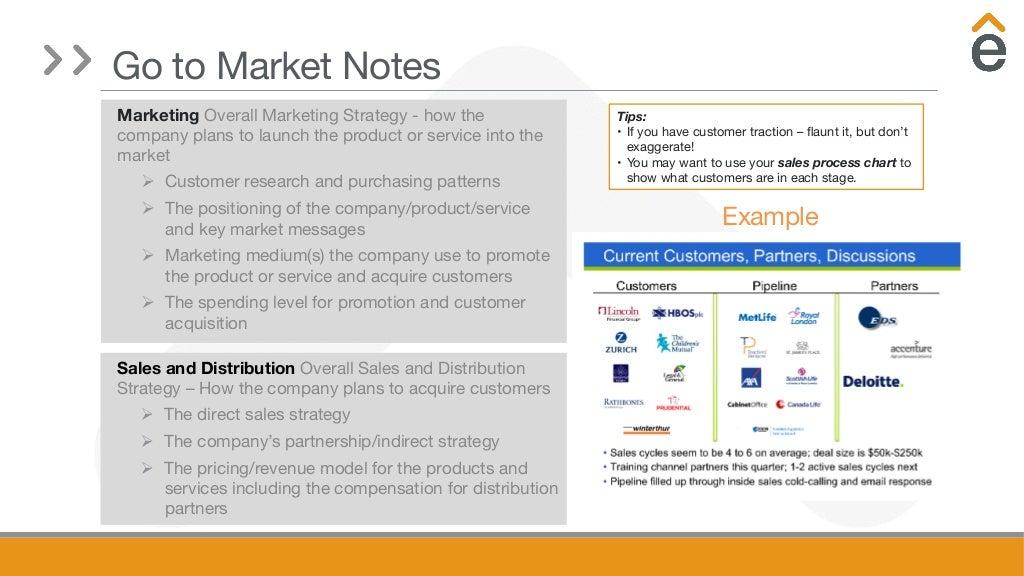 Go to Market Notes
Marketing Overall Marketing Strategy - how the
company plans to launch the product or service into the
market
➢ Customer research and purchasing patterns
➢ The positioning of the company/product/service
and key market messages
➢ Marketing medium(s) the company use to promote
the product or service and acquire customers
➢ The spending level for promotion and customer
acquisition
Sales and Distribution Overall Sales and Distribution
Strategy – How the company plans to acquire customers
➢ The direct sales strategy
➢ The company's partnership/indirect strategy
➢ The pricing/revenue model for the products and
services including the compensation for distribution
partners
Tips:
• If you have customer traction – flaunt it, but don't
exaggerate!
• You may want to use your sales process chart to
show what customers are in each stage.
Example
Current Customers, Partners, Discussions
Customers Pipeline Partners
Lincoln
Financial Group
HBOSplc
MetLife
Royal
London
EDS
ZURICH
The
Children's
Mutual
accenture
Legal &
General
AXA
Scottish Life
Deloitte.
RATHBONES
PRUDENTIAL
CabinetOffice
Canada Life
winterthur
• Sales cycles seem to be 4 to 6 on average; deal size is $50k-S250k
• Training channel partners this quarter; 1-2 active sales cycles next
• Pipeline filled up through inside sales cold-calling and email response